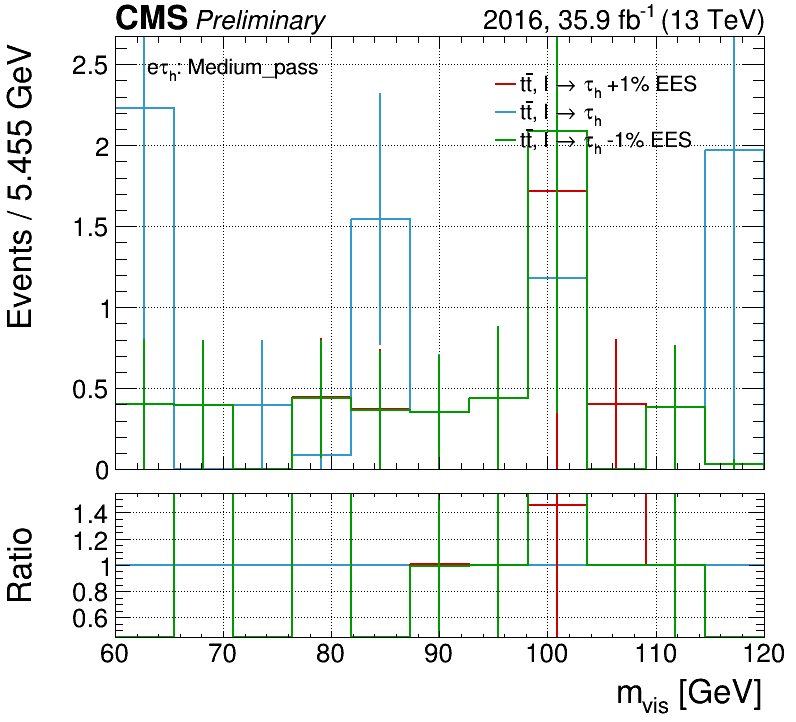 CMS Preliminary 2016, 35.9 fb⁻¹ (13 TeV)
eτₕ: Medium_pass
tt̄, l → τₕ +1% EES
tt̄, l → τₕ
tt̄, l → τₕ -1% EES
Events / 5.455 GeV
2.5
2
1.5
1
0.5
0
Ratio
1.4
1.2
1
0.8
0.6
60 70 80 90 100 110 120
m_vis [GeV]